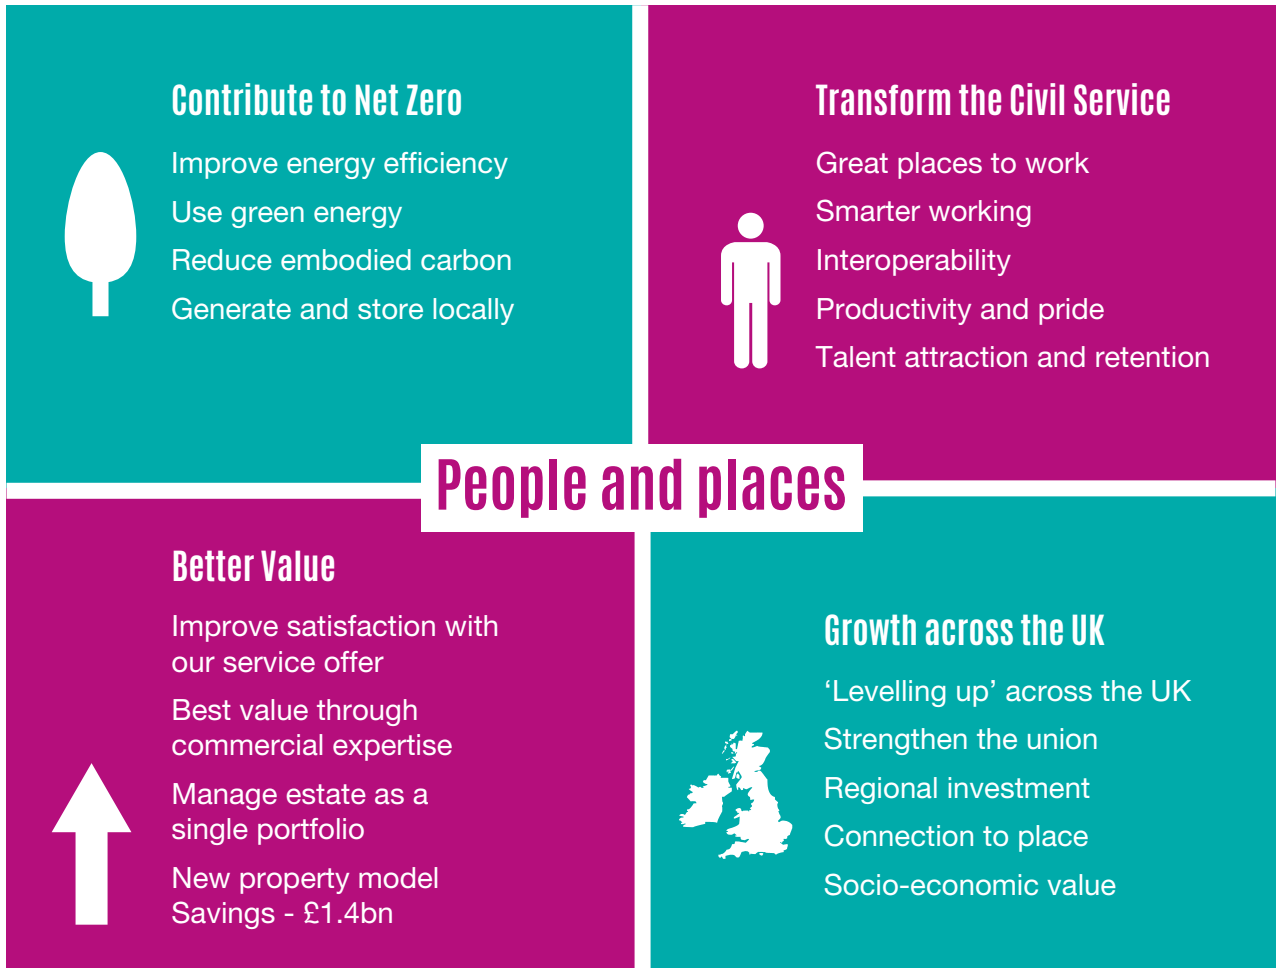 Contribute to Net Zero
Improve energy efficiency
Use green energy
Reduce embodied carbon
Generate and store locally
Transform the Civil Service
Great places to work
Smarter working
Interoperability
Productivity and pride
Talent attraction and retention
People and places
Better Value
Improve satisfaction with
our service offer
Best value through
commercial expertise
Manage estate as a
single portfolio
New property model
Savings - £1.4bn
Growth across the UK
‘Levelling up’ across the UK
Strengthen the union
Regional investment
Connection to place
Socio-economic value